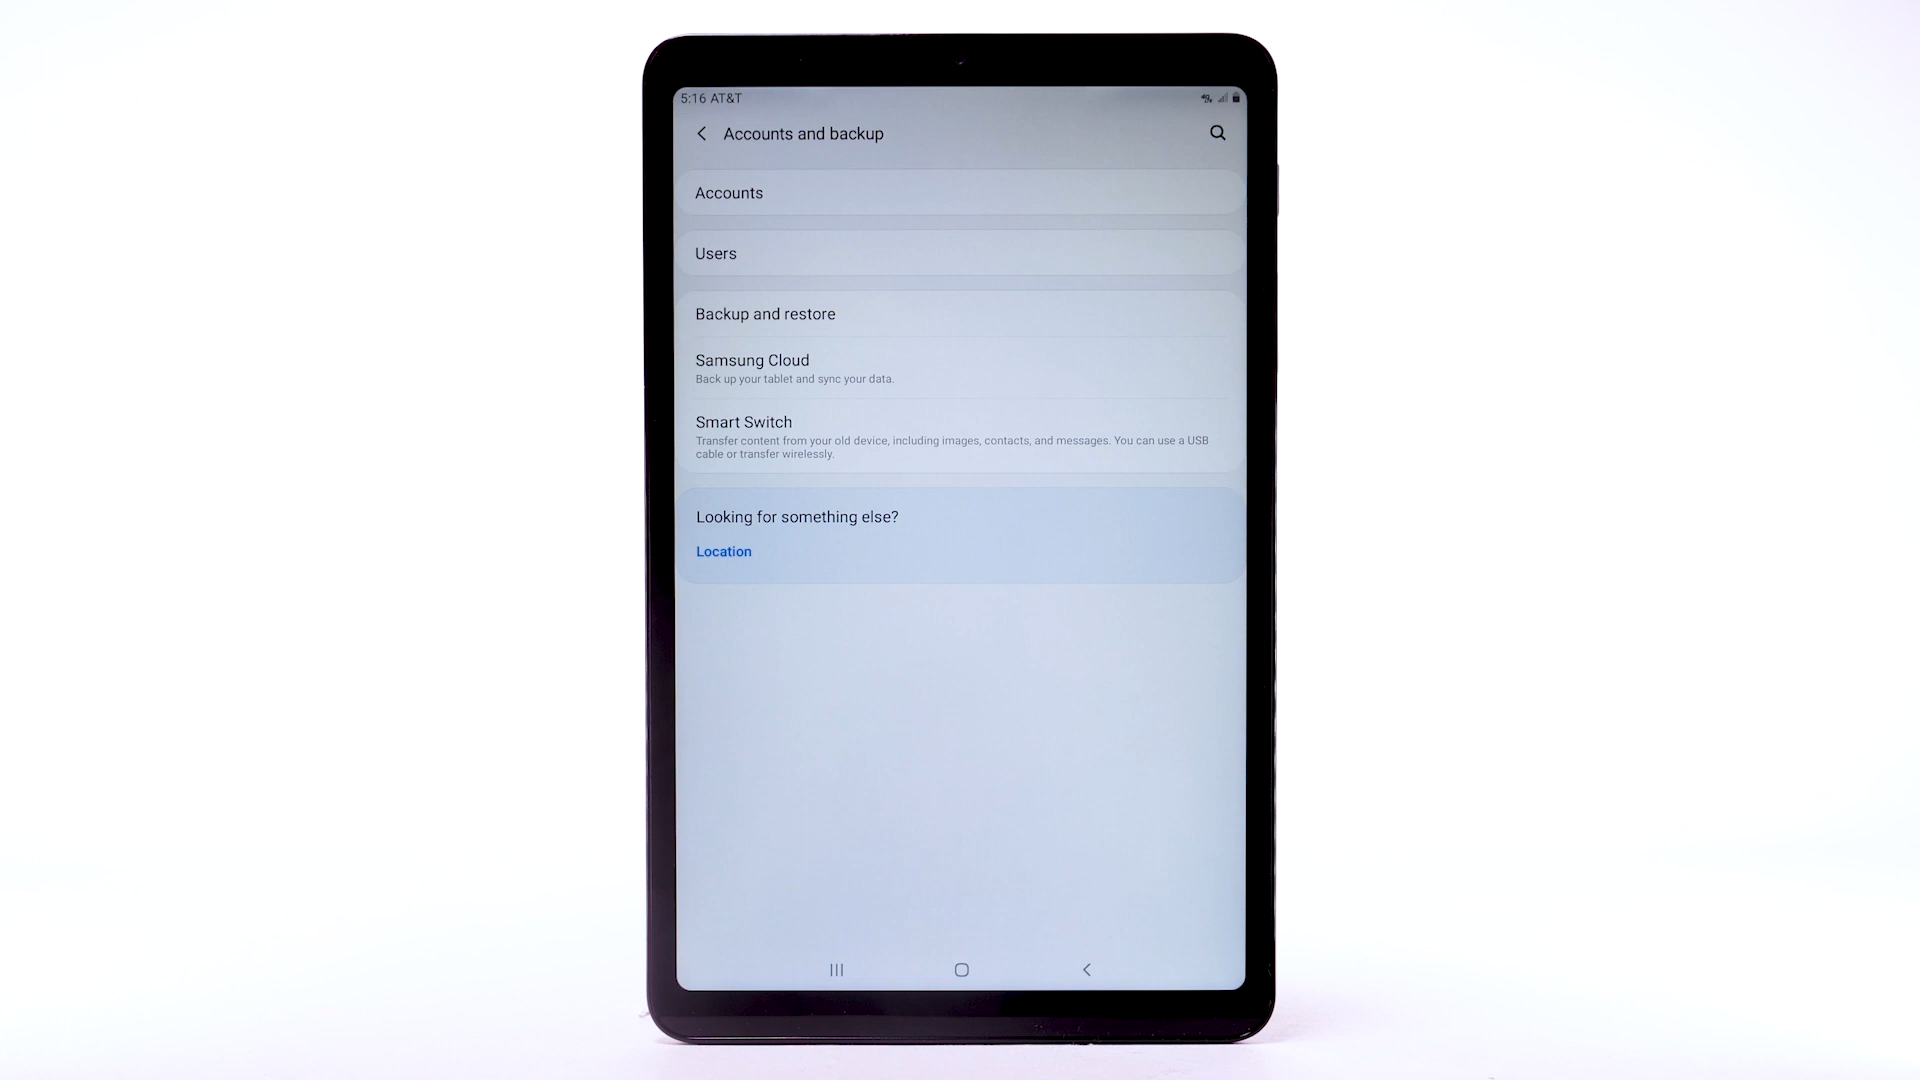 5:16 AT&T
Accounts and backup
Accounts
Users
Backup and restore
Samsung Cloud
Back up your tablet and sync your data.
Smart Switch
Transfer content from your old device, including images, contacts, and messages. You can use a USB
cable or transfer wirelessly.
Looking for something else?
Location